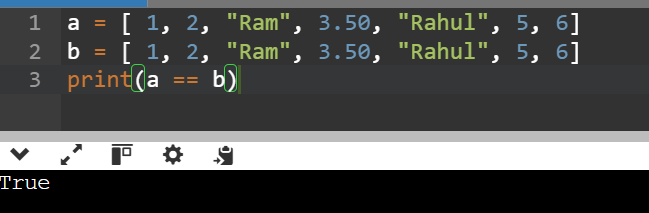 1 a = [ 1, 2, "Ram", 3.50, "Rahul", 5, 6]
2 b = [ 1, 2, "Ram", 3.50, "Rahul", 5, 6]
3 print(a == b)
True